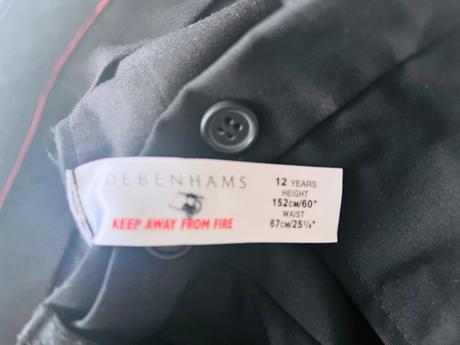 DEBENHAMS
KEEP AWAY FROM FIRE
12 YEARS
HEIGHT
152CM/60"
WAIST
67CM/25¼"